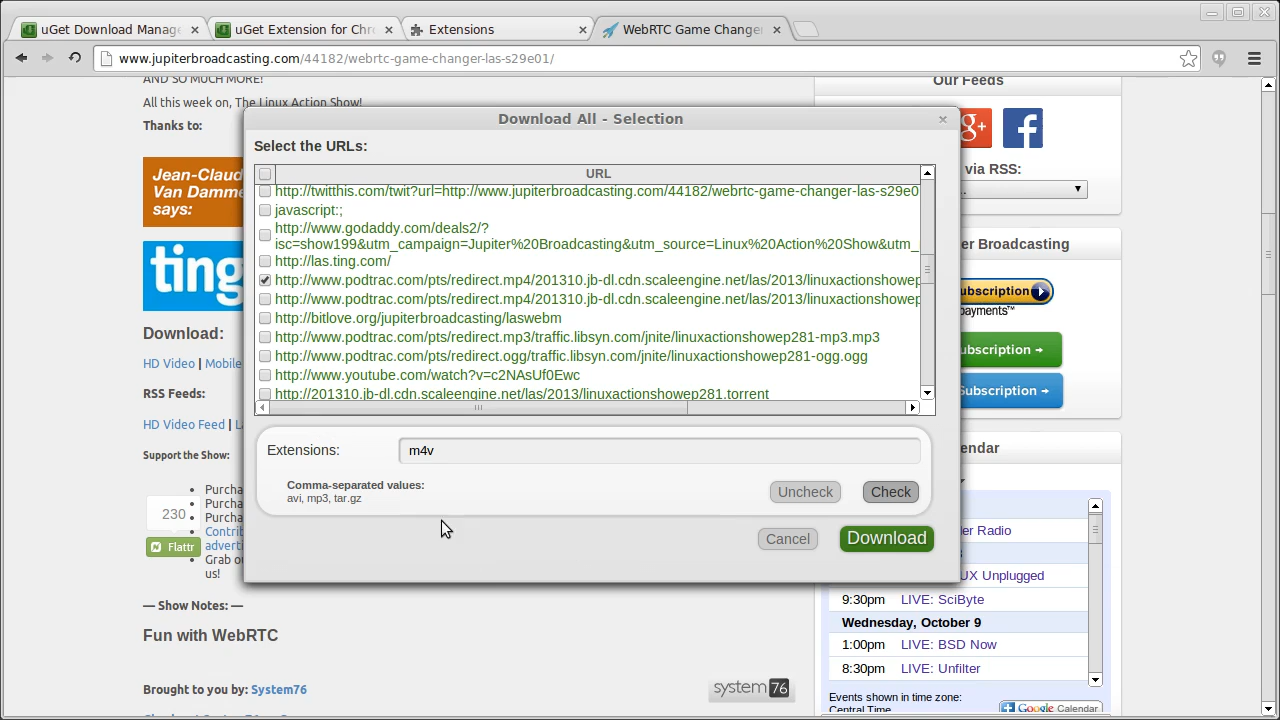 uGet Download Manag
uGet Extension for Chr
Extensions
WebRTC Game Changer
www.jupiterbroadcasting.com/44182/webrtc-game-changer-las-s29e01/
AND SO MUCH MORE!
All this week on, The Linux Action Show!
Thanks to:
Jean-Claud
Van Damme
says:
ting
Download:
HD Video | Mobile
RSS Feeds:
HD Video Feed | L
Support the Show:
230
Flattr
Purcha
Purcha
Purcha
Contrib
adverti
Grab ou
us!
— Show Notes: —
Fun with WebRTC
Brought to you by: System76
system76
Download All - Selection
Select the URLs:
URL
http://twitthis.com/twit?url=http://www.jupiterbroadcasting.com/44182/webrtc-game-changer-las-s29e0
javascript:;
http://www.godaddy.com/deals2/?
isc=show199&utm_campaign=Jupiter%20Broadcasting&utm_source=Linux%20Action%20Show&utm_
http://las.ting.com/
http://www.podtrac.com/pts/redirect.mp4/201310.jb-dl.cdn.scaleengine.net/las/2013/linuxactionshowep
http://www.podtrac.com/pts/redirect.mp4/201310.jb-dl.cdn.scaleengine.net/las/2013/linuxactionshowep
http://bitlove.org/jupiterbroadcasting/laswebm
http://www.podtrac.com/pts/redirect.mp3/traffic.libsyn.com/jnite/linuxactionshowep281-mp3.mp3
http://www.podtrac.com/pts/redirect.ogg/traffic.libsyn.com/jnite/linuxactionshowep281-ogg.ogg
http://www.youtube.com/watch?v=c2NAsUf0Ewc
http://201310.jb-dl.cdn.scaleengine.net/las/2013/linuxactionshowep281.torrent
Extensions:
m4v
Comma-separated values:
avi, mp3, tar.gz
Uncheck
Check
Cancel
Download
Our Feeds
g+
f
via RSS:
er Broadcasting
ubscription
payments™
ubscription →
Subscription →
endar
der Radio
8
UX Unplugged
9:30pm LIVE: SciByte
Wednesday, October 9
1:00pm LIVE: BSD Now
8:30pm LIVE: Unfilter
Events shown in time zone:
Central Time
Google Calendar